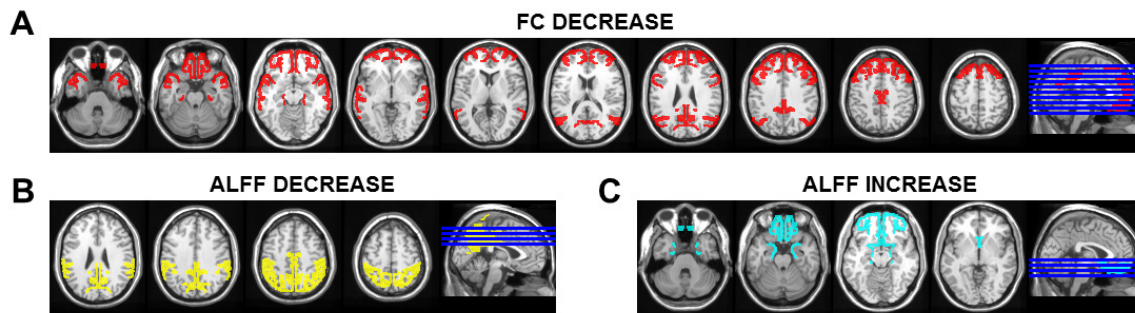 A
FC DECREASE
B
ALFF DECREASE
C
ALFF INCREASE